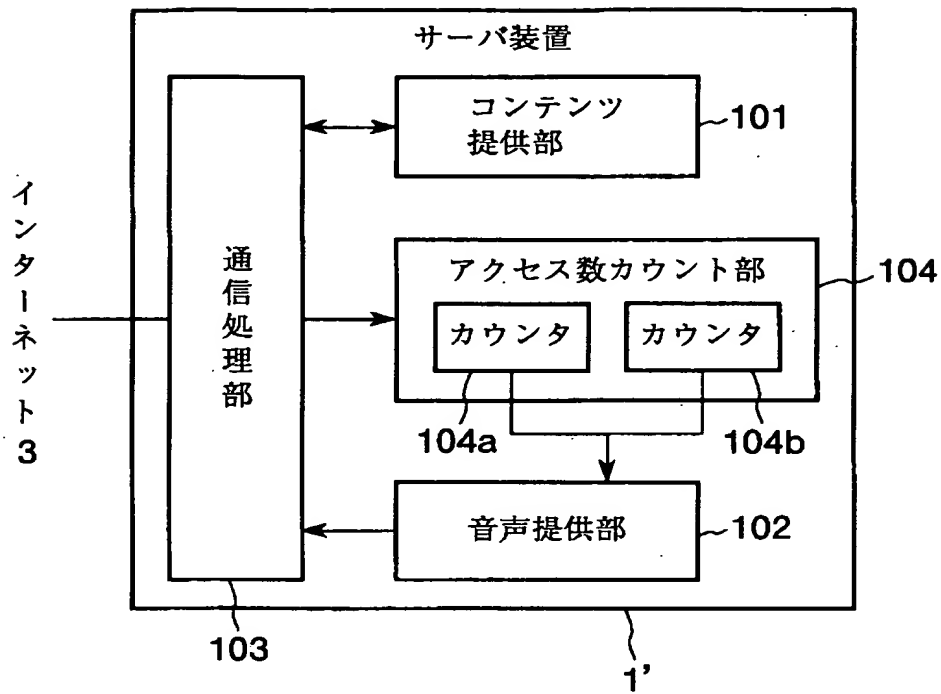 サーバ装置
コンテンツ
提供部
101
インターネット3
通信処理部
アクセス数カウント部
104
カウンタ
カウンタ
104a
104b
音声提供部
102
103
1'